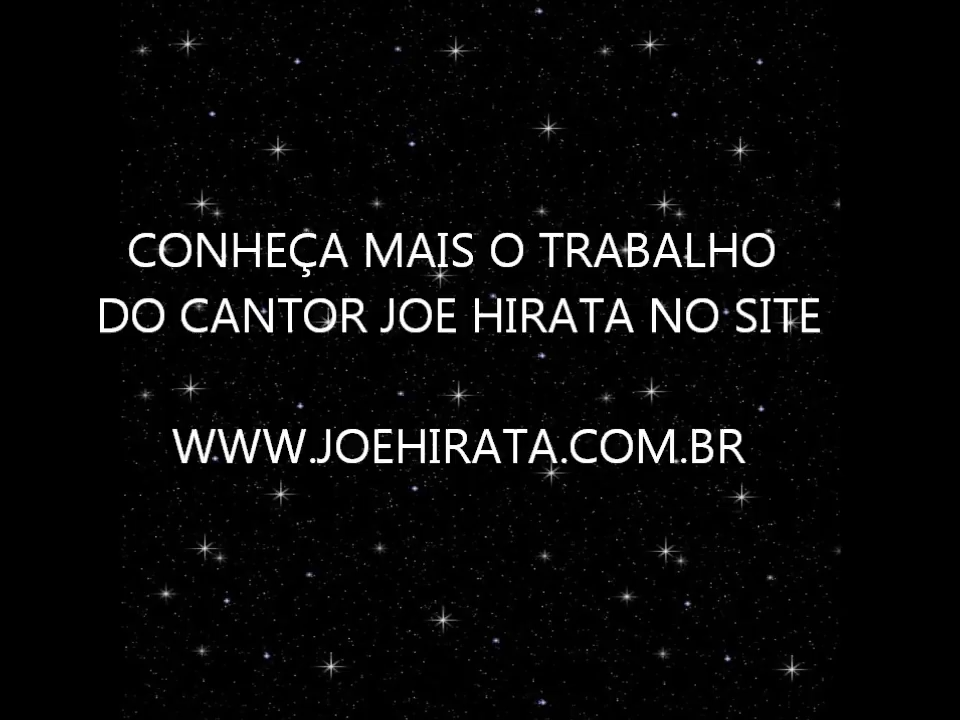 CONHEÇA MAIS O TRABALHO
DO CANTOR JOE HIRATA NO SITE
WWW.JOEHIRATA.COM.BR